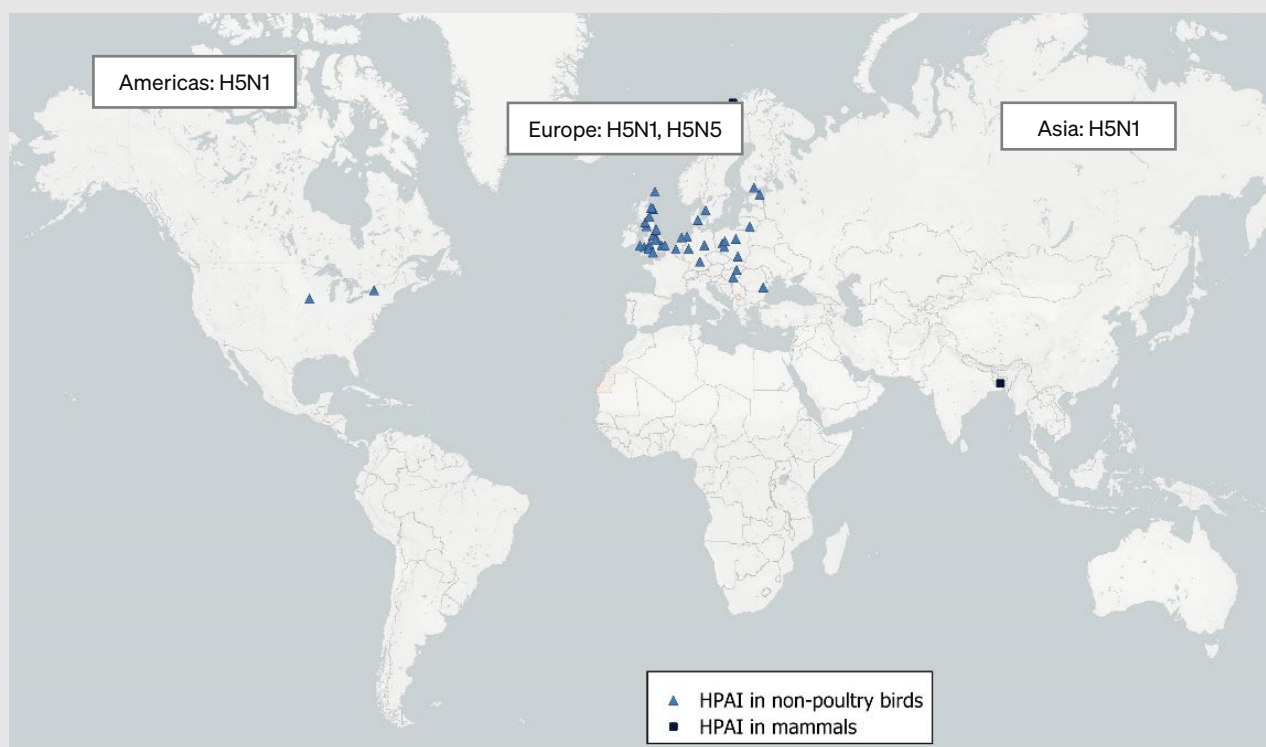 Americas: H5N1
Europe: H5N1, H5N5
Asia: H5N1
HPAI in non-poultry birds
HPAI in mammals